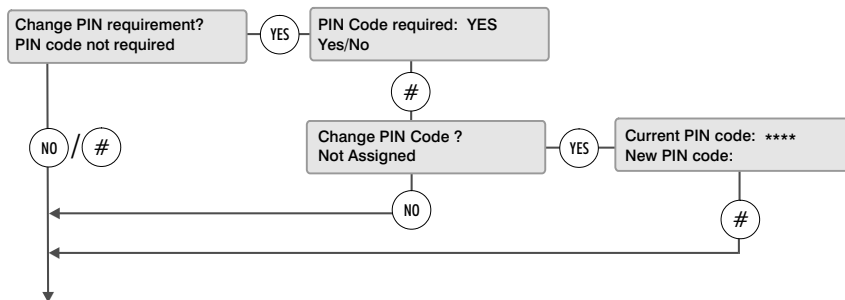 Change PIN requirement?
PIN code not required
YES
PIN Code required: YES
Yes/No
#
NO / #
Change PIN Code ?
Not Assigned
YES
Current PIN code: ****
New PIN code:
NO
#